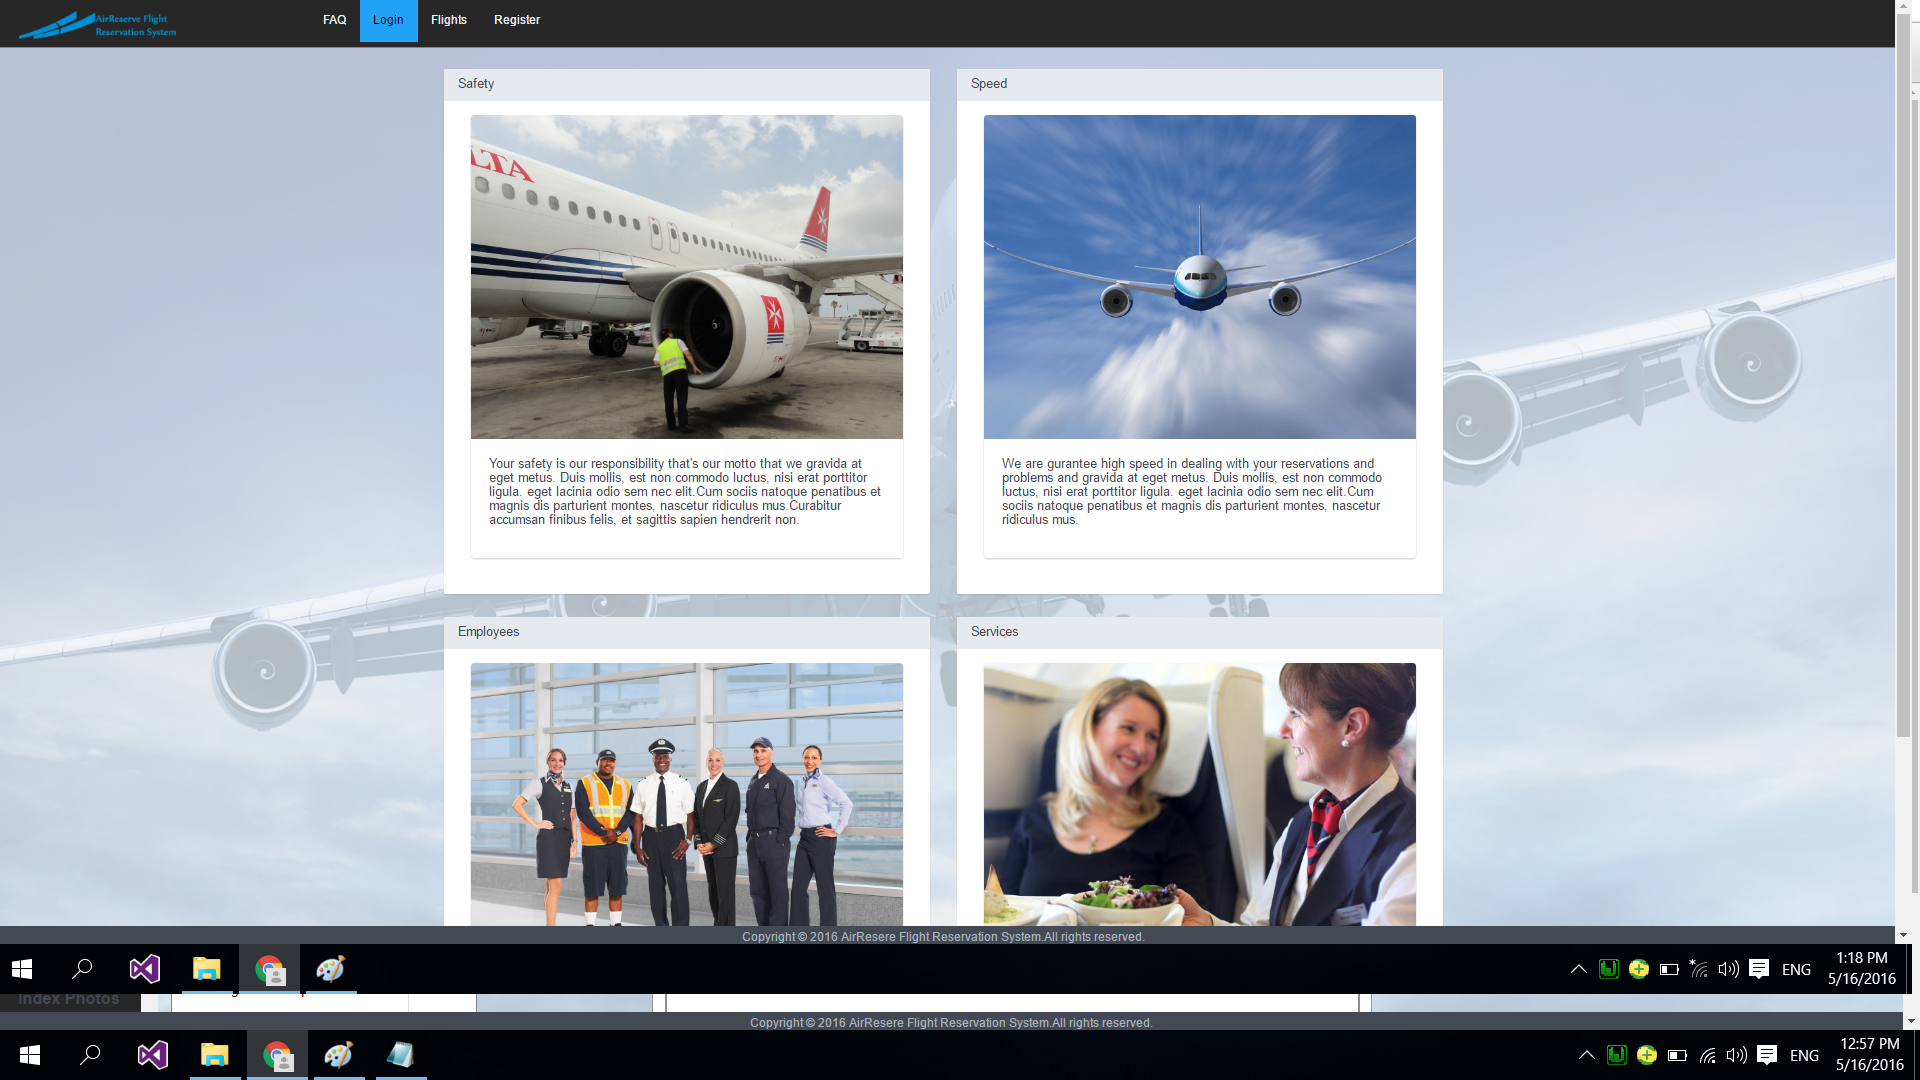 AirReserve Flight
Reservation System
FAQ
Login
Flights
Register
Safety
LTA
Your safety is our responsibility that's our motto that we gravida at
eget metus. Duis mollis, est non commodo luctus, nisi erat porttitor
ligula. eget lacinia odio sem nec elit.Cum sociis natoque penatibus et
magnis dis parturient montes, nascetur ridiculus mus.Curabitur
accumsan finibus felis, et sagittis sapien hendrerit non.
Speed
We are gurantee high speed in dealing with your reservations and
problems and gravida at eget metus. Duis mollis, est non commodo
luctus, nisi erat porttitor ligula. eget lacinia odio sem nec elit.Cum
sociis natoque penatibus et magnis dis parturient montes, nascetur
ridiculus mus.
Employees
Services
Copyright © 2016 AirResere Flight Reservation System.All rights reserved.
ENG
1:18 PM
5/16/2016
Index Photos
Copyright © 2016 AirResere Flight Reservation System.All rights reserved.
ENG
12:57 PM
5/16/2016